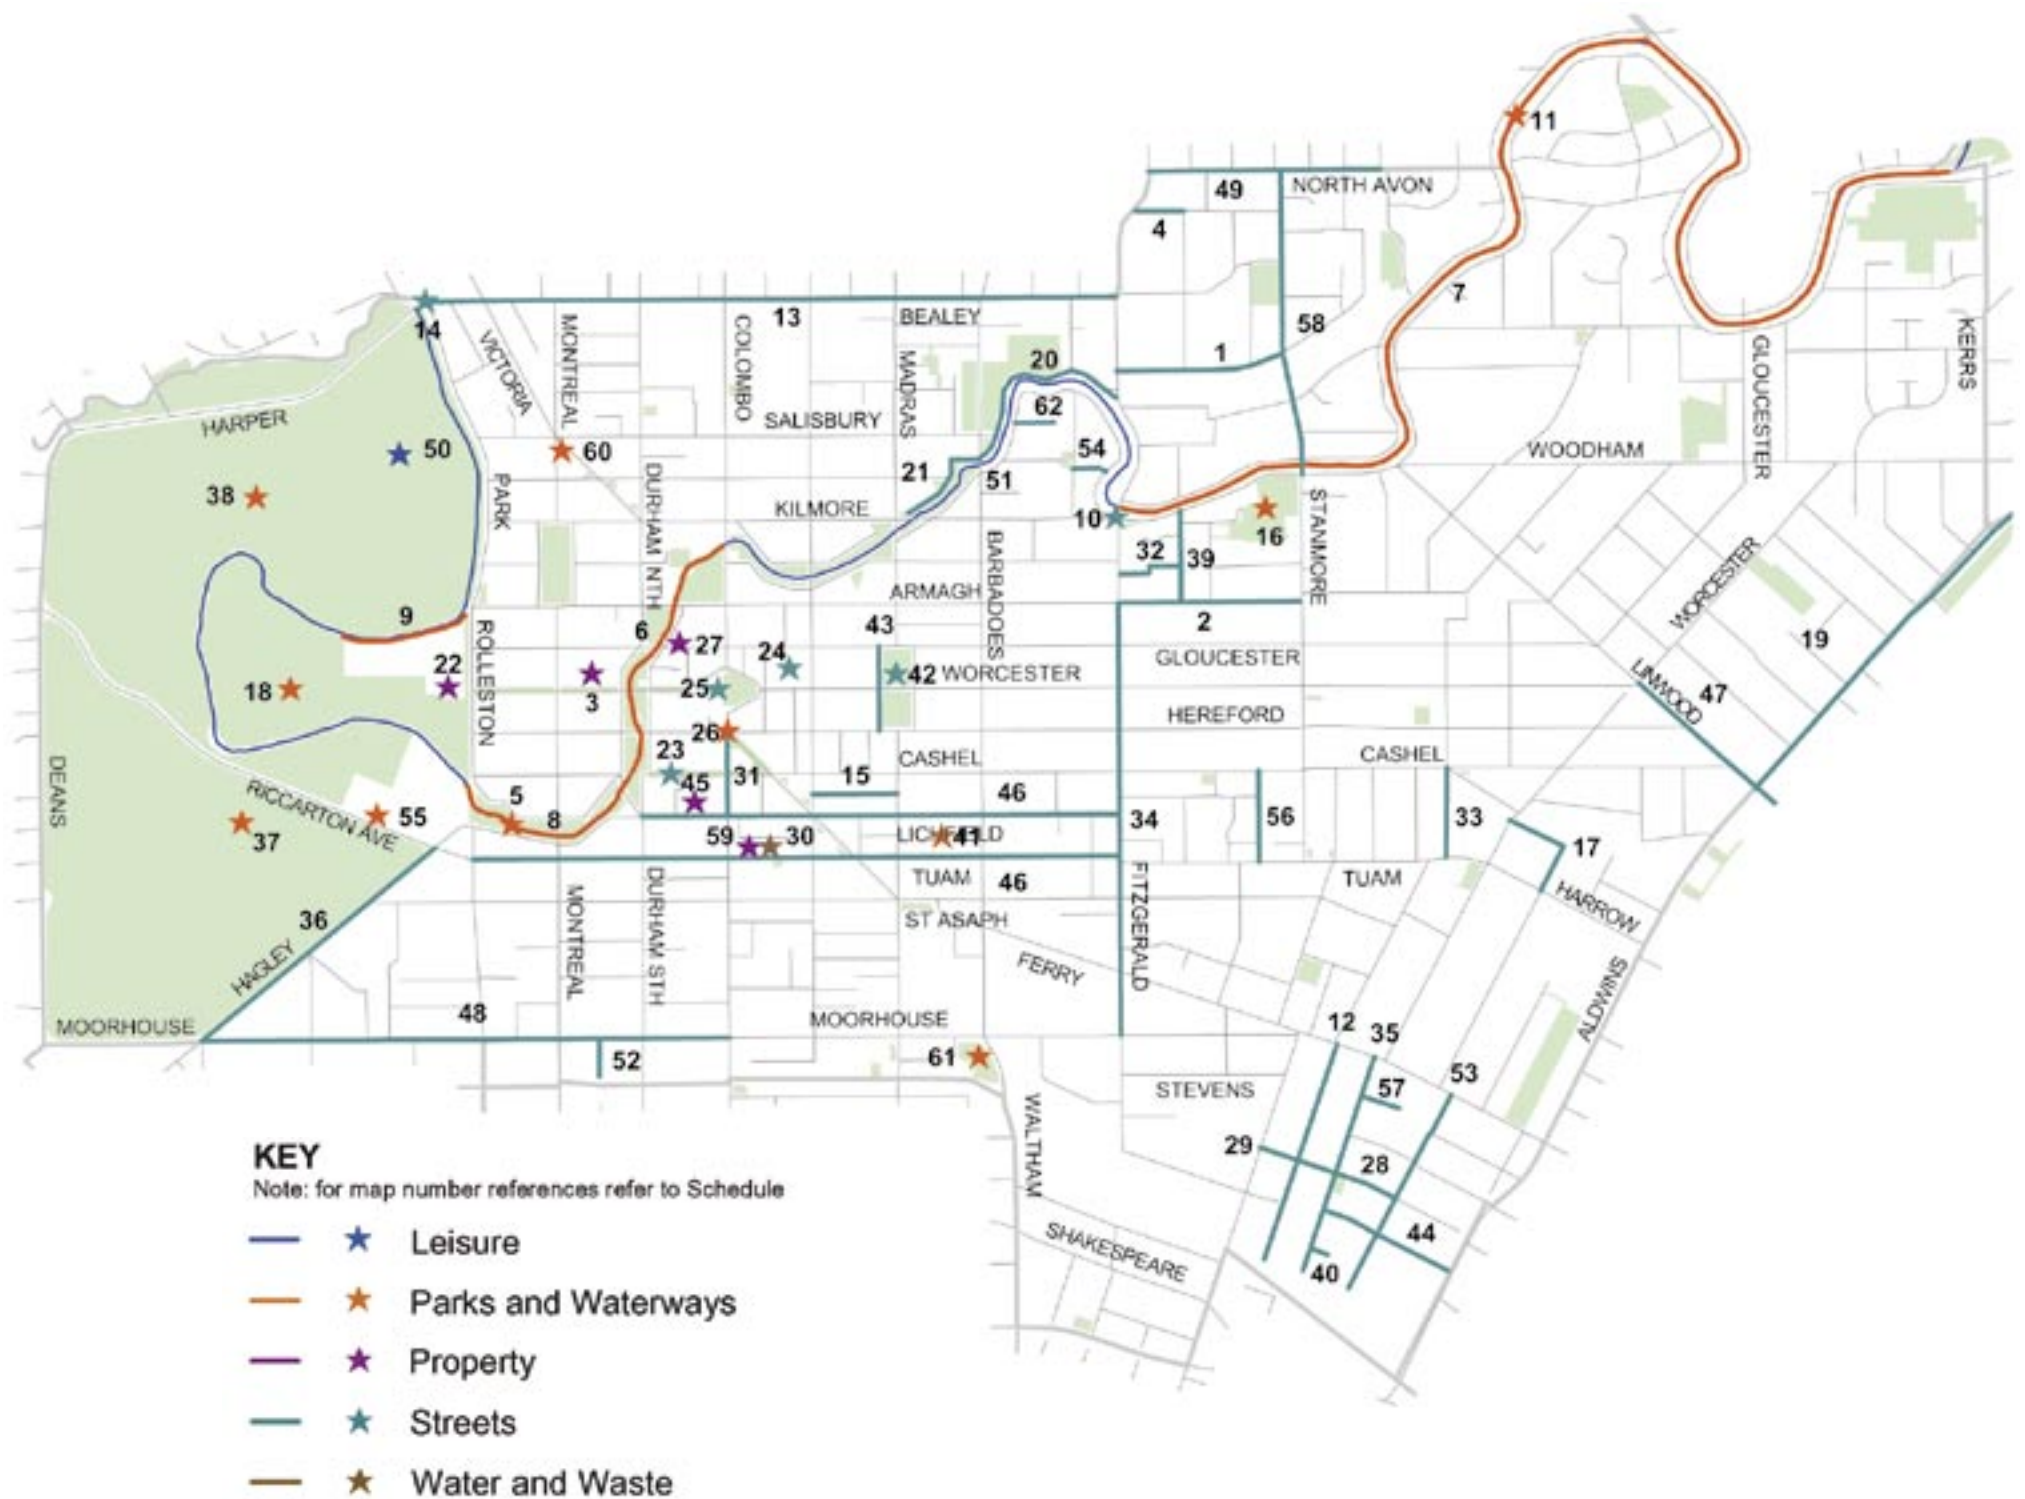 11
49
NORTH AVON
4
7
14
VICTORIA
MONTREAL
COLOMBO
13
BEALEY
58
1
GLOUCESTER
KERRS
MADRAS
20
HARPER
SALISBURY
62
50
60
54
WOODHAM
38
PARK
DURHAM NTH
21
51
KILMORE
10
STANMORE
16
BARBADOES
32
39
WORCESTER
9
ARMAGH
6
43
2
19
ROLLESTON
27
24
GLOUCESTER
22
3
25
42 WORCESTER
LINWOOD
47
18
26
HEREFORD
23
CASHEL
CASHEL
DEANS
45
31
15
46
RICCARTON AVE
5
8
55
34
56
33
37
59
30
LICHFIELD
41
17
TUAM
46
TUAM
HARROW
36
MONTREAL
DURHAM STH
ST ASAPH
FITZGERALD
HAGLEY
FERRY
ALDWINS
48
MOORHOUSE
MOORHOUSE
12
35
52
61
53
57
STEVENS
WALTHAM
29
28
44
SHAKESPEARE
40
KEY
Note: for map number references refer to Schedule
Leisure
Parks and Waterways
Property
Streets
Water and Waste